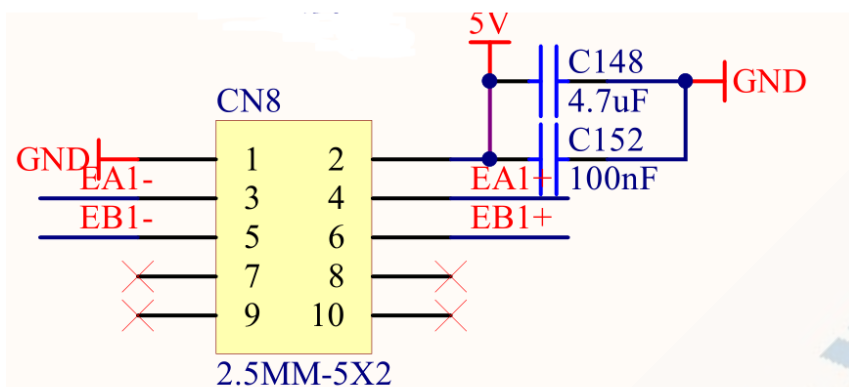 5V
C148
GND
4.7uF
CN8
C152
GND
1
2
EA1-
EA1+
100nF
3
4
EB1-
EB1+
5
6
7
8
9
10
2.5MM-5X2